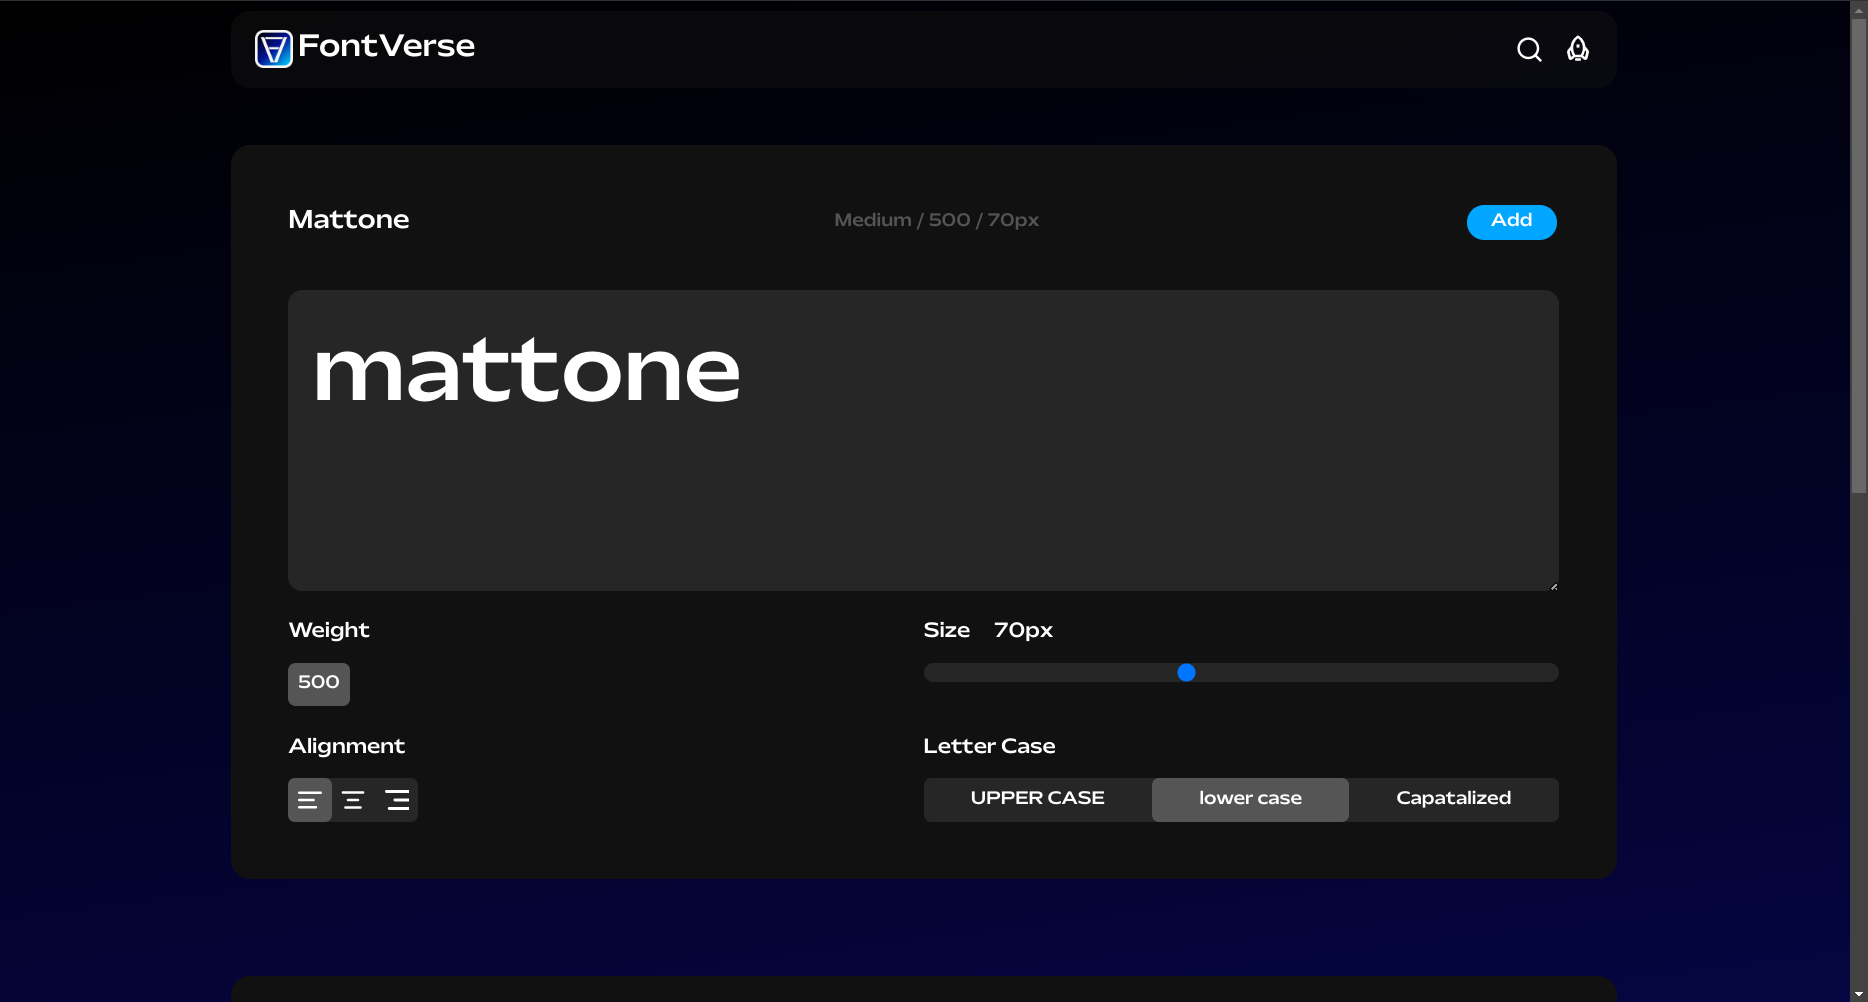 FontVerse
Mattone
Medium / 500 / 70px
Add
mattone
Weight
500
Size 70px
Alignment
Letter Case
UPPER CASE
lower case
Capatalized